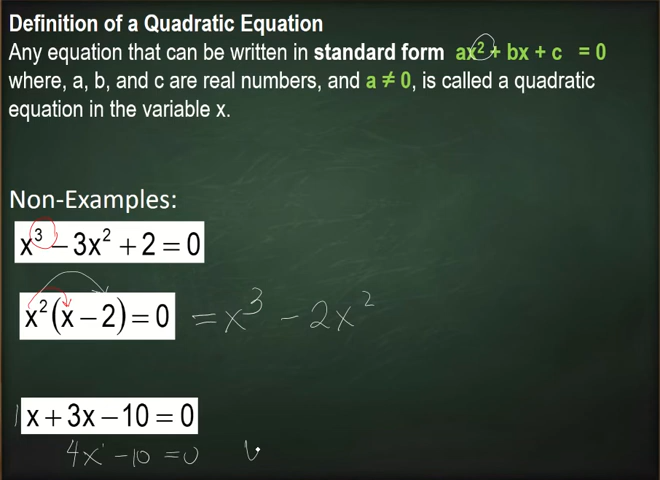 Definition of a Quadratic Equation
Any equation that can be written in standard form ax² + bx + c = 0
where, a, b, and c are real numbers, and a ≠ 0, is called a quadratic
equation in the variable x.
Non-Examples:
x³ − 3x² + 2 = 0
x²(x − 2) = 0 = x³ − 2x²
1x + 3x − 10 = 0
4x − 10 = 0